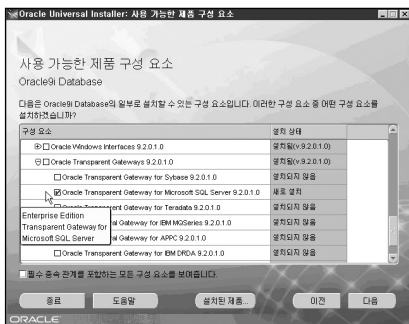 Oracle Universal Installer: 사용 가능한 제품 구성 요소
사용 가능한 제품 구성 요소
Oracle9i Database
다음은 Oracle9i Database의 일부로 설치할 수 있는 구성 요소입니다. 이러한 구성 요소 중 어떤 구성 요소를
설치하겠습니까?
구성 요소 설치 상태
Oracle Windows Interfaces 9.2.0.1.0 설치됨(v.9.2.0.1.0)
Oracle Transparent Gateways 9.2.0.1.0 설치됨(v.9.2.0.1.0)
Oracle Transparent Gateway for Sybase 9.2.0.1.0 설치되지 않음
Oracle Transparent Gateway for Microsoft SQL Server 9.2.0.1.0 새로 설치
Gateway for Teradata 9.2.0.1.0 설치되지 않음
Enterprise Edition
Transparent Gateway for
Microsoft SQL Server
al Gateway for IBM MQSeries 9.2.0.1.0 설치되지 않음
al Gateway for APPC 9.2.0.1.0 설치되지 않음
Gateway for IBM DRDA 9.2.0.1.0 설치되지 않음
필수 종속 관계를 포함하는 모든 구성 요소를 보여줍니다.
종료 도움말 설치된 제품... 이전 다음
ORACLE